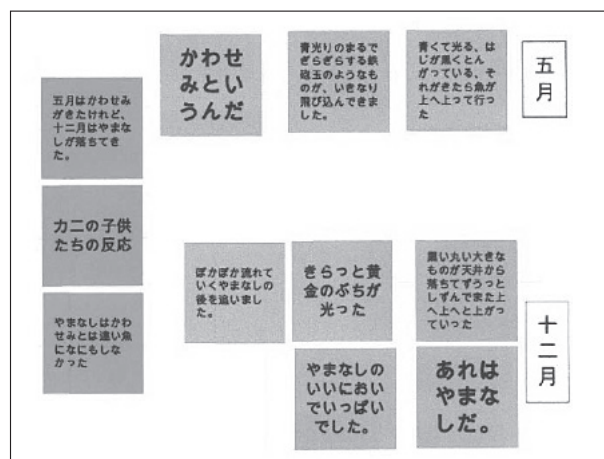 五月
青くて光る、は
じが黒くとん
がっている、そ
れがきたら魚が
上へ上って行っ
た
青光りのまるで
ぎらぎらする鉄
砲玉のようなも
のが、いきなり
飛び込んできま
した。
かわせ
みとい
うんだ
五月はかわせみ
がきたけれど、
十二月はやまな
しが落ちてき
た。
カニの子供
たちの反応
やまなしはかわ
せみとは違い魚
になにもしな
かった
十二月
黒い丸い大きな
ものが天井から
落ちてずうっと
しずんでまた上
へ上へと上がっ
ていった
きらっと黄
金のぶちが
光った
ぽかぽか流れて
いくやまなしの
後を追いまし
た。
あれは
やまな
しだ。
やまなしの
いいにおい
でいっぱい
でした。